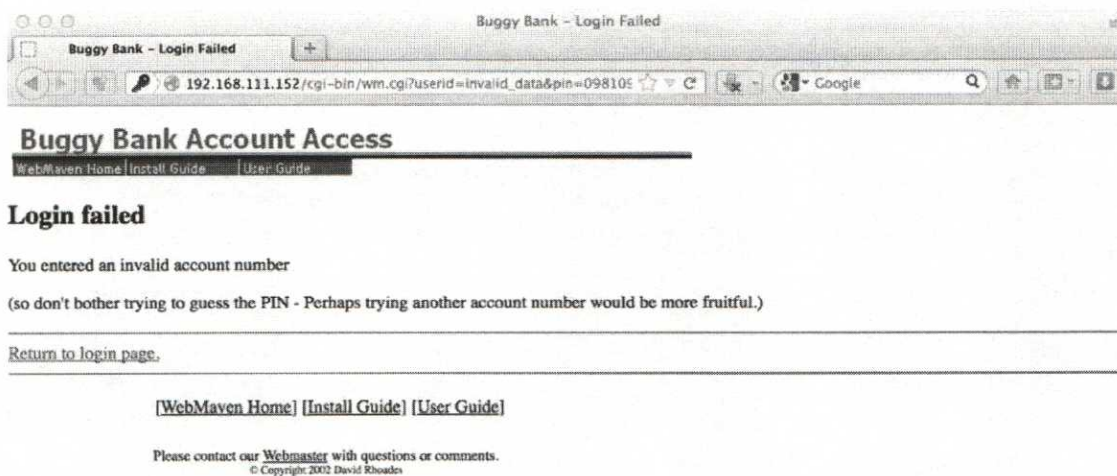 Buggy Bank - Login Failed
Buggy Bank - Login Failed
192.168.111.152/cgi-bin/wm.cgi?userid=invalid_data&pin=098109
Google
Buggy Bank Account Access
WebMaven Home Install Guide User Guide
Login failed
You entered an invalid account number
(so don't bother trying to guess the PIN - Perhaps trying another account number would be more fruitful.)
Return to login page.
[WebMaven Home] [Install Guide] [User Guide]
Please contact our Webmaster with questions or comments.
© Copyright 2002 David Rhoades